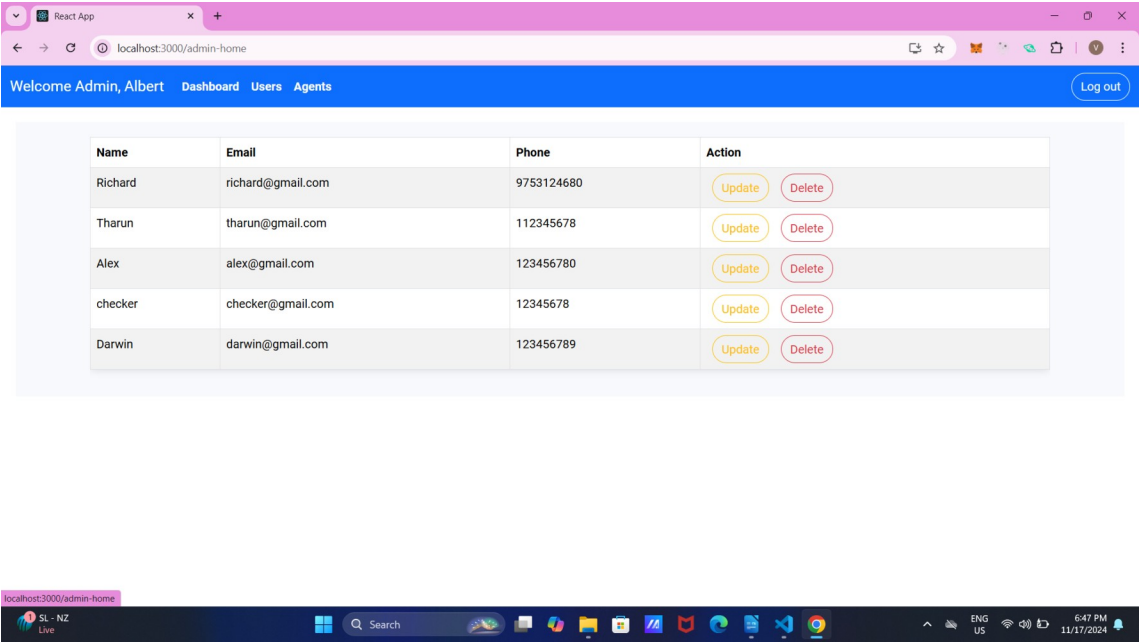 React App
localhost:3000/admin-home
V
Welcome Admin, Albert Dashboard Users Agents Log out
Name Email Phone Action
Richard richard@gmail.com 9753124680 Update Delete
Tharun tharun@gmail.com 112345678 Update Delete
Alex alex@gmail.com 123456780 Update Delete
checker checker@gmail.com 12345678 Update Delete
Darwin darwin@gmail.com 123456789 Update Delete
localhost:3000/admin-home
1 SL - NZ
Live
Search
ENG
US
6:47 PM
11/17/2024